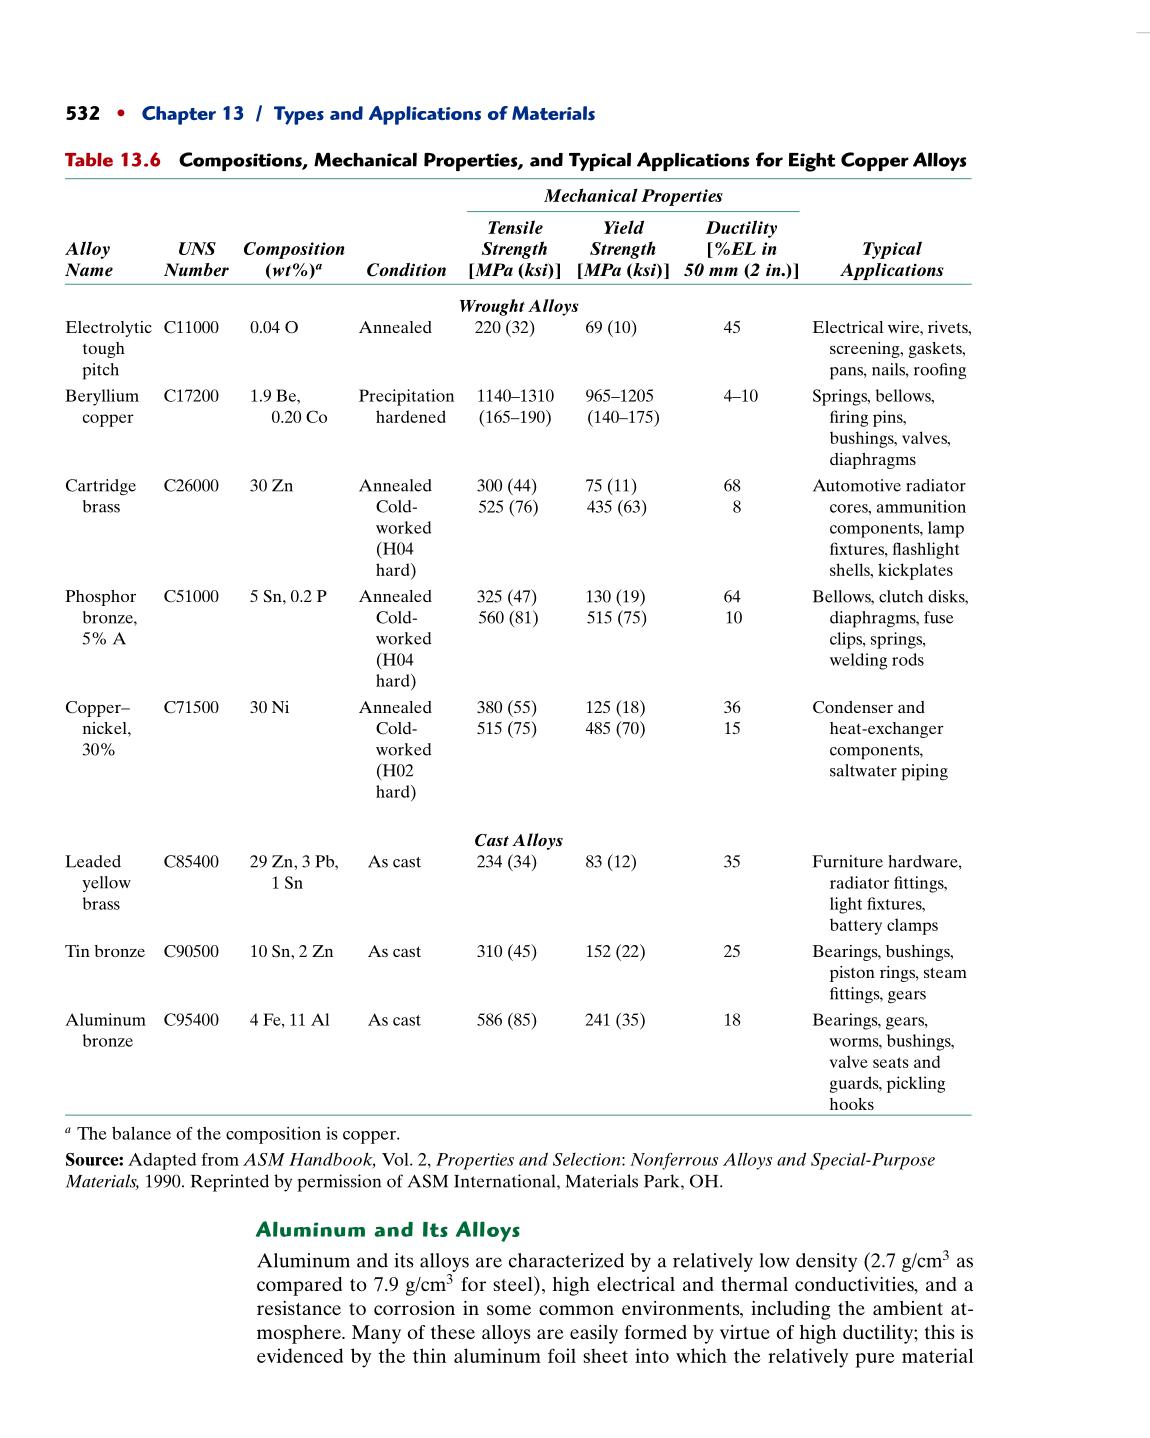 532 • Chapter 13 / Types and Applications of Materials
Table 13.6 Compositions, Mechanical Properties, and Typical Applications for Eight Copper Alloys
Mechanical Properties
Tensile Yield Ductility
Alloy UNS Composition Strength Strength [%EL in Typical
Name Number (wt%)a Condition [MPa (ksi)] [MPa (ksi)] 50 mm (2 in.)] Applications
Wrought Alloys
Electrolytic C11000 0.04 O Annealed 220 (32) 69 (10) 45 Electrical wire, rivets,
tough screening, gaskets,
pitch pans, nails, roofing
Beryllium C17200 1.9 Be, Precipitation 1140–1310 965–1205 4–10 Springs, bellows,
copper 0.20 Co hardened (165–190) (140–175) firing pins,
bushings, valves,
diaphragms
Cartridge C26000 30 Zn Annealed 300 (44) 75 (11) 68 Automotive radiator
brass Cold- 525 (76) 435 (63) 8 cores, ammunition
worked components, lamp
(H04 fixtures, flashlight
hard) shells, kickplates
Phosphor C51000 5 Sn, 0.2 P Annealed 325 (47) 130 (19) 64 Bellows, clutch disks,
bronze, Cold- 560 (81) 515 (75) 10 diaphragms, fuse
5% A worked clips, springs,
(H04 welding rods
hard)
Copper– C71500 30 Ni Annealed 380 (55) 125 (18) 36 Condenser and
nickel, Cold- 515 (75) 485 (70) 15 heat-exchanger
30% worked components,
(H02 saltwater piping
hard)
Cast Alloys
Leaded C85400 29 Zn, 3 Pb, As cast 234 (34) 83 (12) 35 Furniture hardware,
yellow 1 Sn radiator fittings,
brass light fixtures,
battery clamps
Tin bronze C90500 10 Sn, 2 Zn As cast 310 (45) 152 (22) 25 Bearings, bushings,
piston rings, steam
fittings, gears
Aluminum C95400 4 Fe, 11 Al As cast 586 (85) 241 (35) 18 Bearings, gears,
bronze worms, bushings,
valve seats and
guards, pickling
hooks
a The balance of the composition is copper.
Source: Adapted from ASM Handbook, Vol. 2, Properties and Selection: Nonferrous Alloys and Special-Purpose
Materials, 1990. Reprinted by permission of ASM International, Materials Park, OH.
Aluminum and Its Alloys
Aluminum and its alloys are characterized by a relatively low density (2.7 g/cm³ as
compared to 7.9 g/cm³ for steel), high electrical and thermal conductivities, and a
resistance to corrosion in some common environments, including the ambient at-
mosphere. Many of these alloys are easily formed by virtue of high ductility; this is
evidenced by the thin aluminum foil sheet into which the relatively pure material